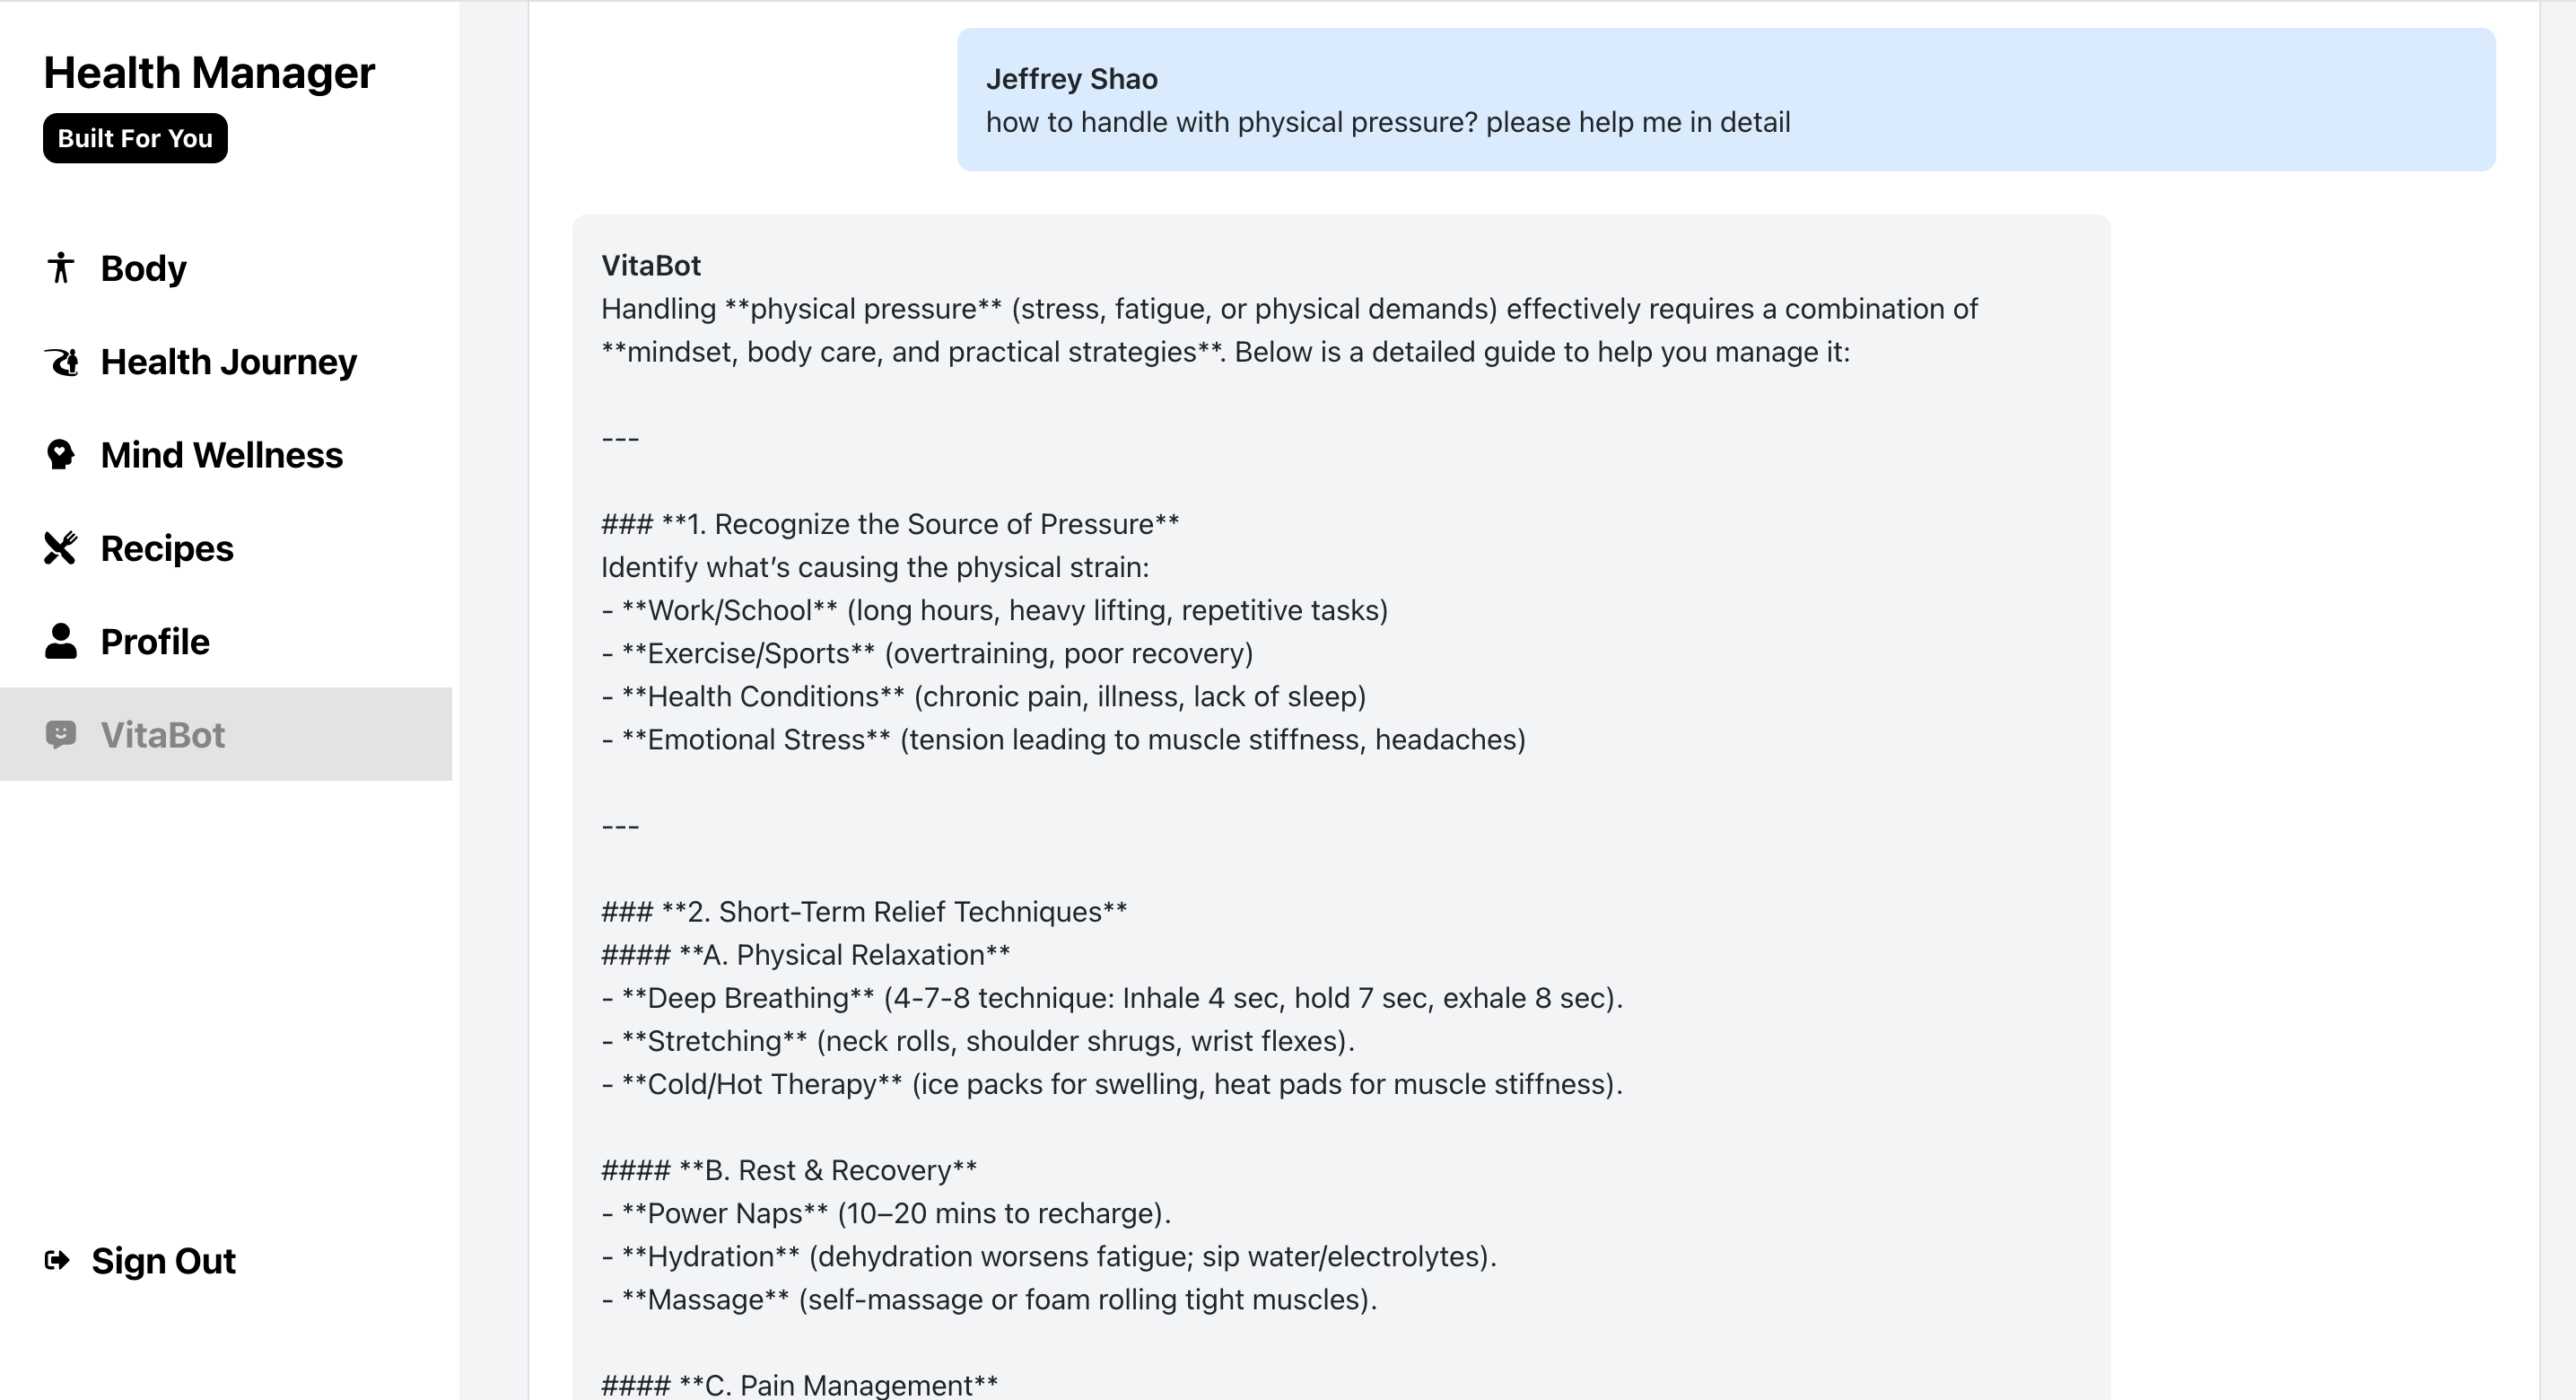 Health Manager
Built For You
Body
Health Journey
Mind Wellness
Recipes
Profile
VitaBot
Sign Out
Jeffrey Shao
how to handle with physical pressure? please help me in detail
VitaBot
Handling **physical pressure** (stress, fatigue, or physical demands) effectively requires a combination of
**mindset, body care, and practical strategies**. Below is a detailed guide to help you manage it:
---
### **1. Recognize the Source of Pressure**
Identify what’s causing the physical strain:
- **Work/School** (long hours, heavy lifting, repetitive tasks)
- **Exercise/Sports** (overtraining, poor recovery)
- **Health Conditions** (chronic pain, illness, lack of sleep)
- **Emotional Stress** (tension leading to muscle stiffness, headaches)
---
### **2. Short-Term Relief Techniques**
#### **A. Physical Relaxation**
- **Deep Breathing** (4-7-8 technique: Inhale 4 sec, hold 7 sec, exhale 8 sec).
- **Stretching** (neck rolls, shoulder shrugs, wrist flexes).
- **Cold/Hot Therapy** (ice packs for swelling, heat pads for muscle stiffness).
#### **B. Rest & Recovery**
- **Power Naps** (10–20 mins to recharge).
- **Hydration** (dehydration worsens fatigue; sip water/electrolytes).
- **Massage** (self-massage or foam rolling tight muscles).
#### **C. Pain Management**